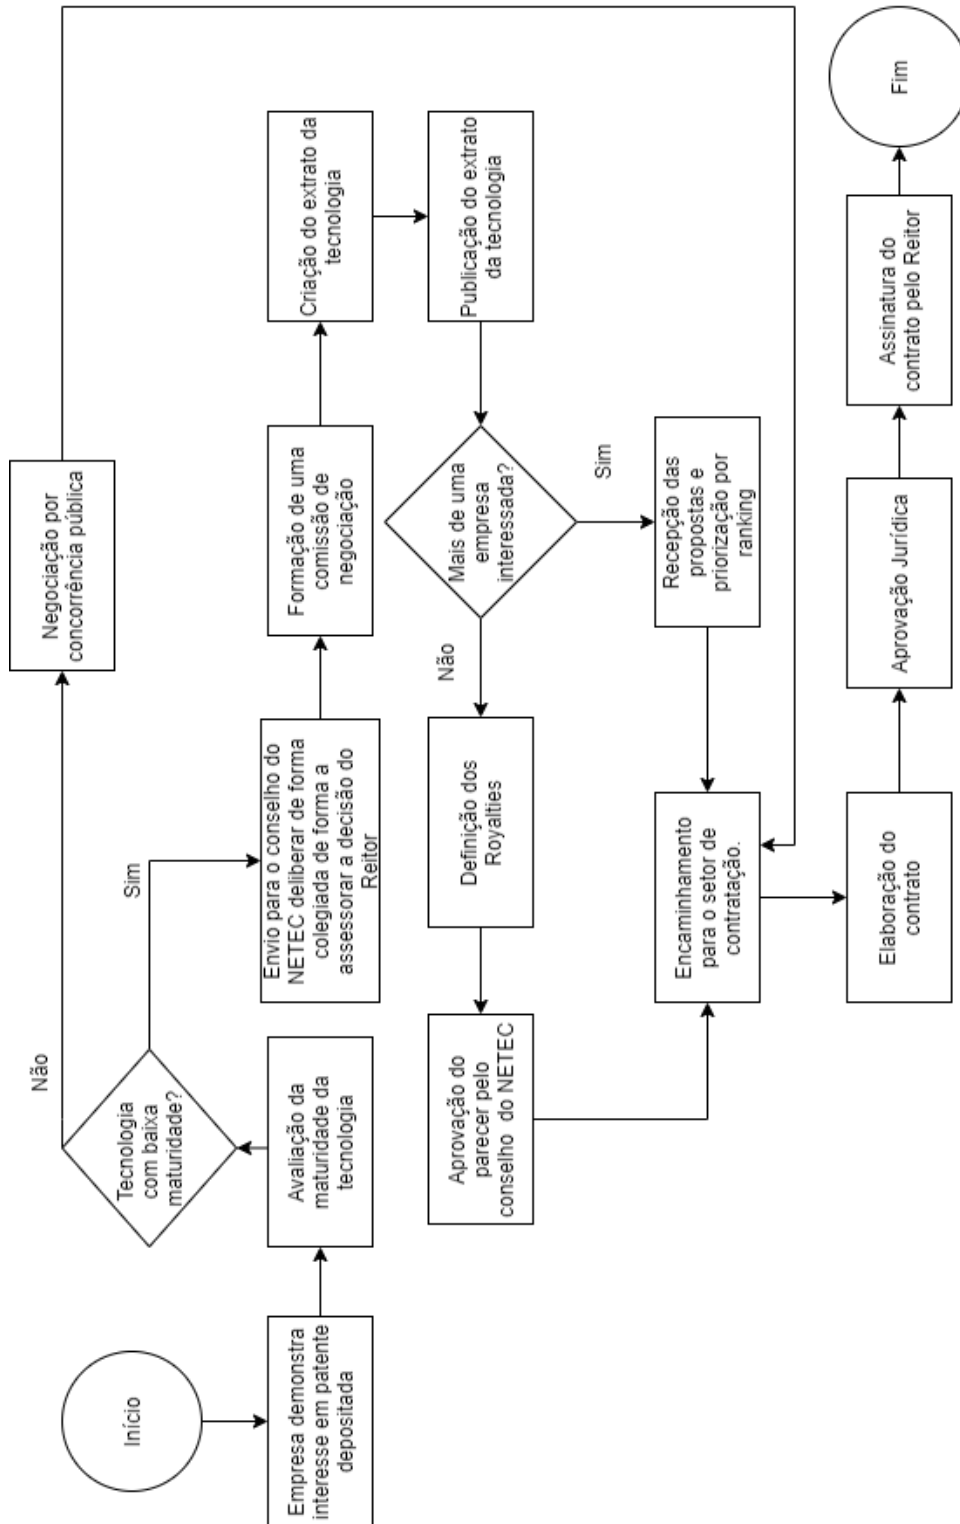 Início
Empresa demonstra
interesse em patente
depositada
Avaliação da
maturidade da
tecnologia
Tecnologia
com baixa
maturidade?
Não
Sim
Negociação por
concorrência pública
Envio para o conselho do
NETEC deliberar de forma
colegiada de forma a
assessorar a decisão do
Reitor
Formação de uma
comissão de
negociação
Criação do extrato da
tecnologia
Publicação do extrato
da tecnologia
Mais de uma
empresa
interessada?
Não
Sim
Definição dos
Royalties
Aprovação do
parecer pelo
conselho do NETEC
Recepção das
propostas e
priorização por
ranking
Encaminhamento
para o setor de
contratação.
Elaboração do
contrato
Aprovação Jurídica
Assinatura do
contrato pelo Reitor
Fim